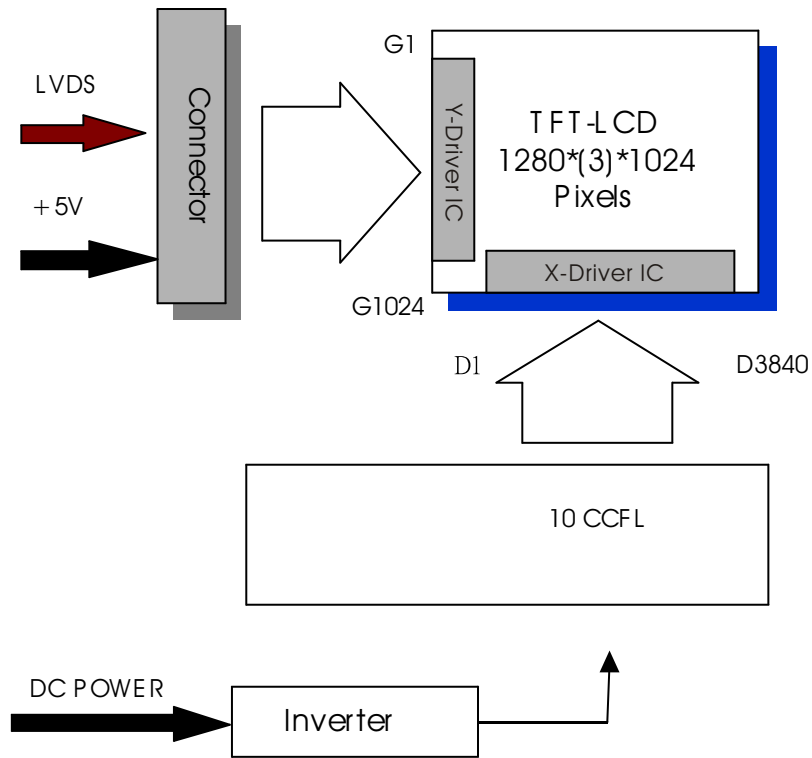 LVDS
+5V
Connector
G1
Y-Driver IC
TFT-LCD
1280*(3)*1024
Pixels
X-Driver IC
G1024
D1
D3840
10 CCFL
DC POWER
Inverter